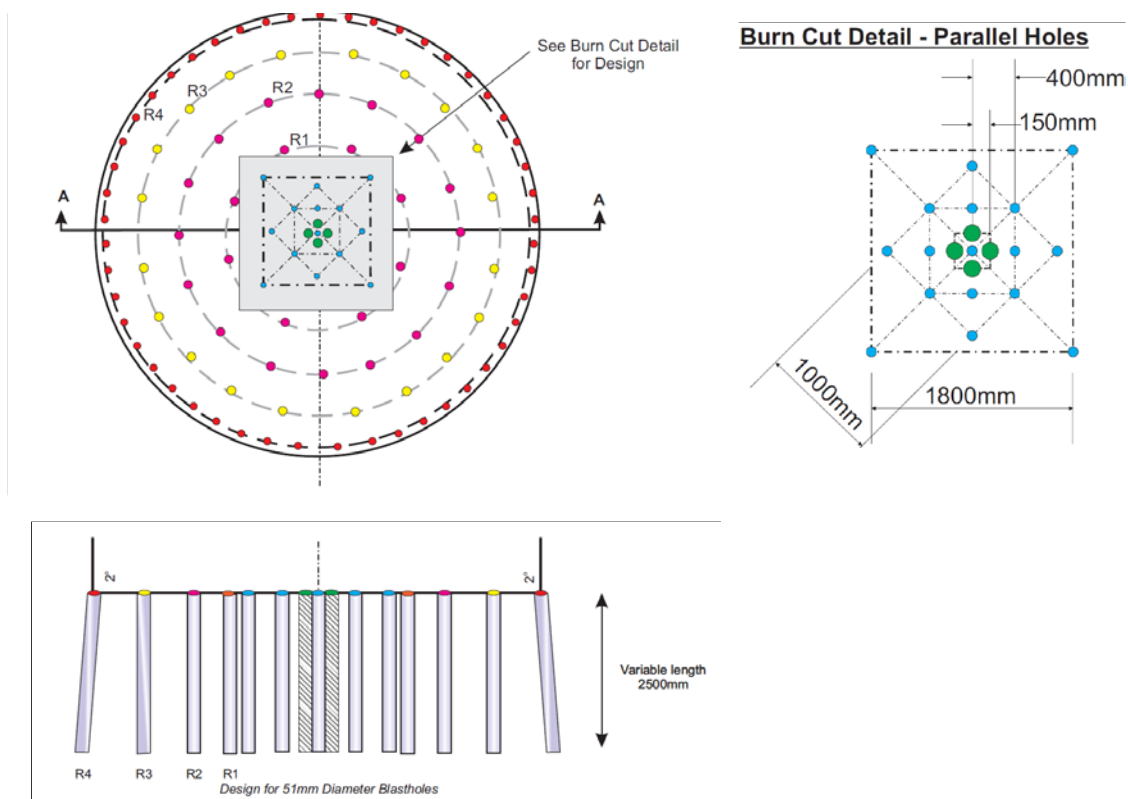 See Burn Cut Detail
for Design
R4
R3
R2
R1
A
A
Burn Cut Detail - Parallel Holes
400mm
150mm
1000mm
1800mm
2°
2°
Variable length
2500mm
R4
R3
R2
R1
Design for 51mm Diameter Blastholes